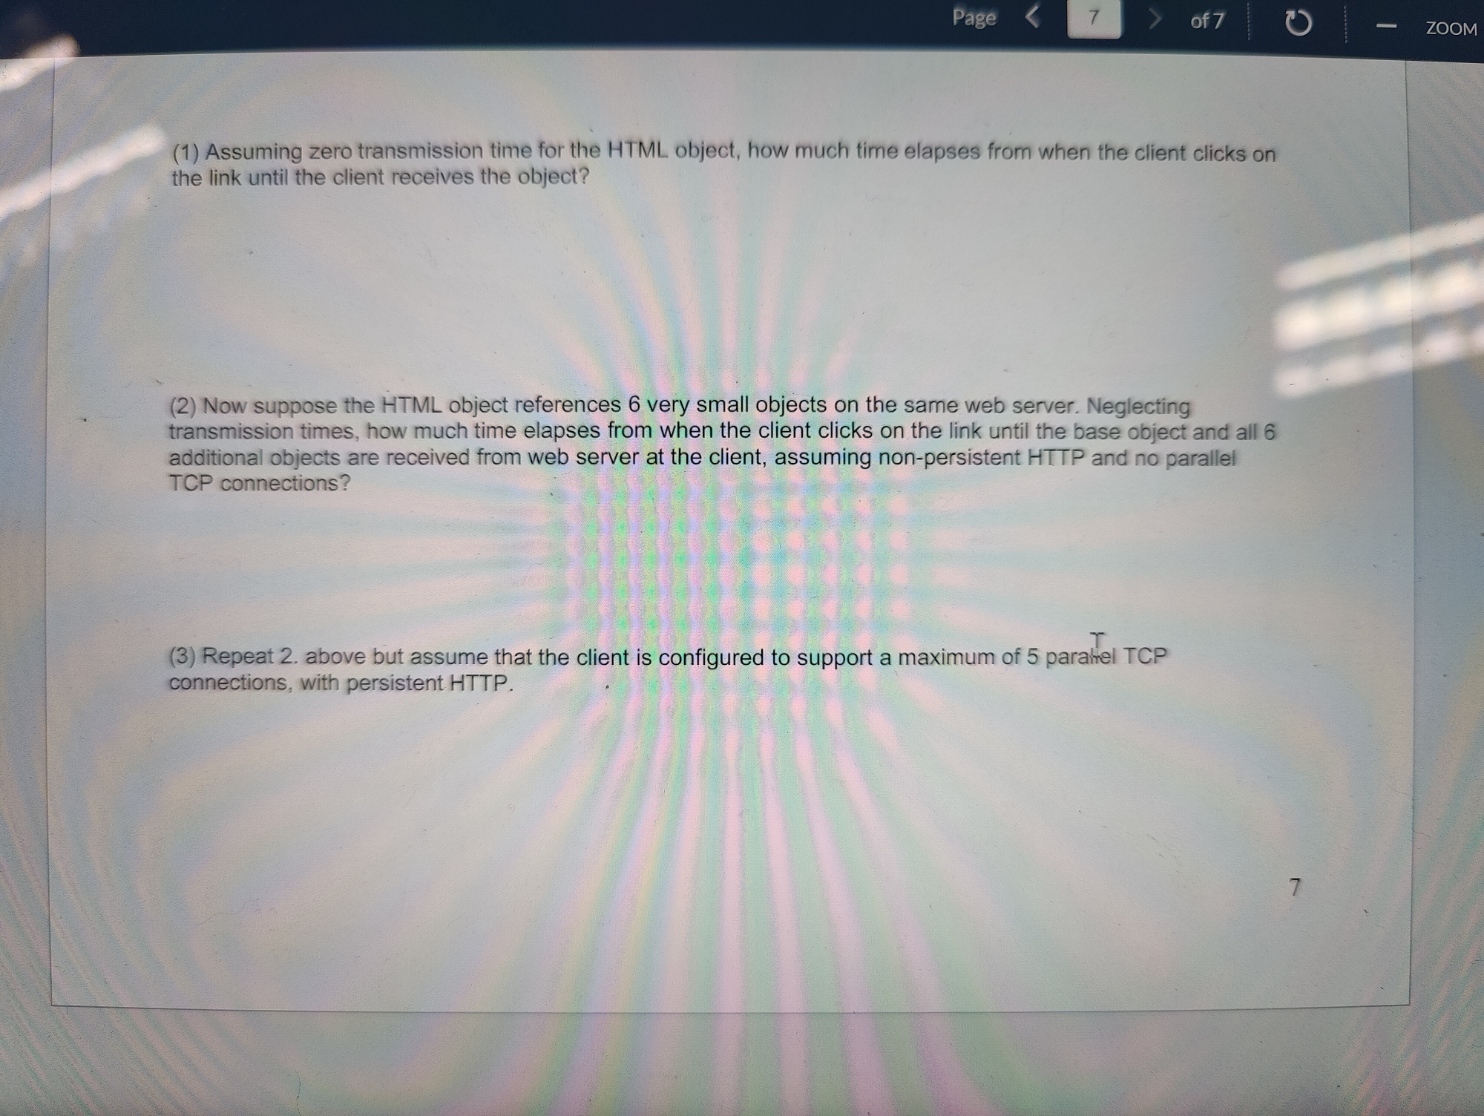 Page 7 of 7 ZOOM
(1) Assuming zero transmission time for the HTML object, how much time elapses from when the client clicks on
the link until the client receives the object?
(2) Now suppose the HTML object references 6 very small objects on the same web server. Neglecting
transmission times, how much time elapses from when the client clicks on the link until the base object and all 6
additional objects are received from web server at the client, assuming non-persistent HTTP and no parallel
TCP connections?
(3) Repeat 2. above but assume that the client is configured to support a maximum of 5 parallel TCP
connections, with persistent HTTP.
7